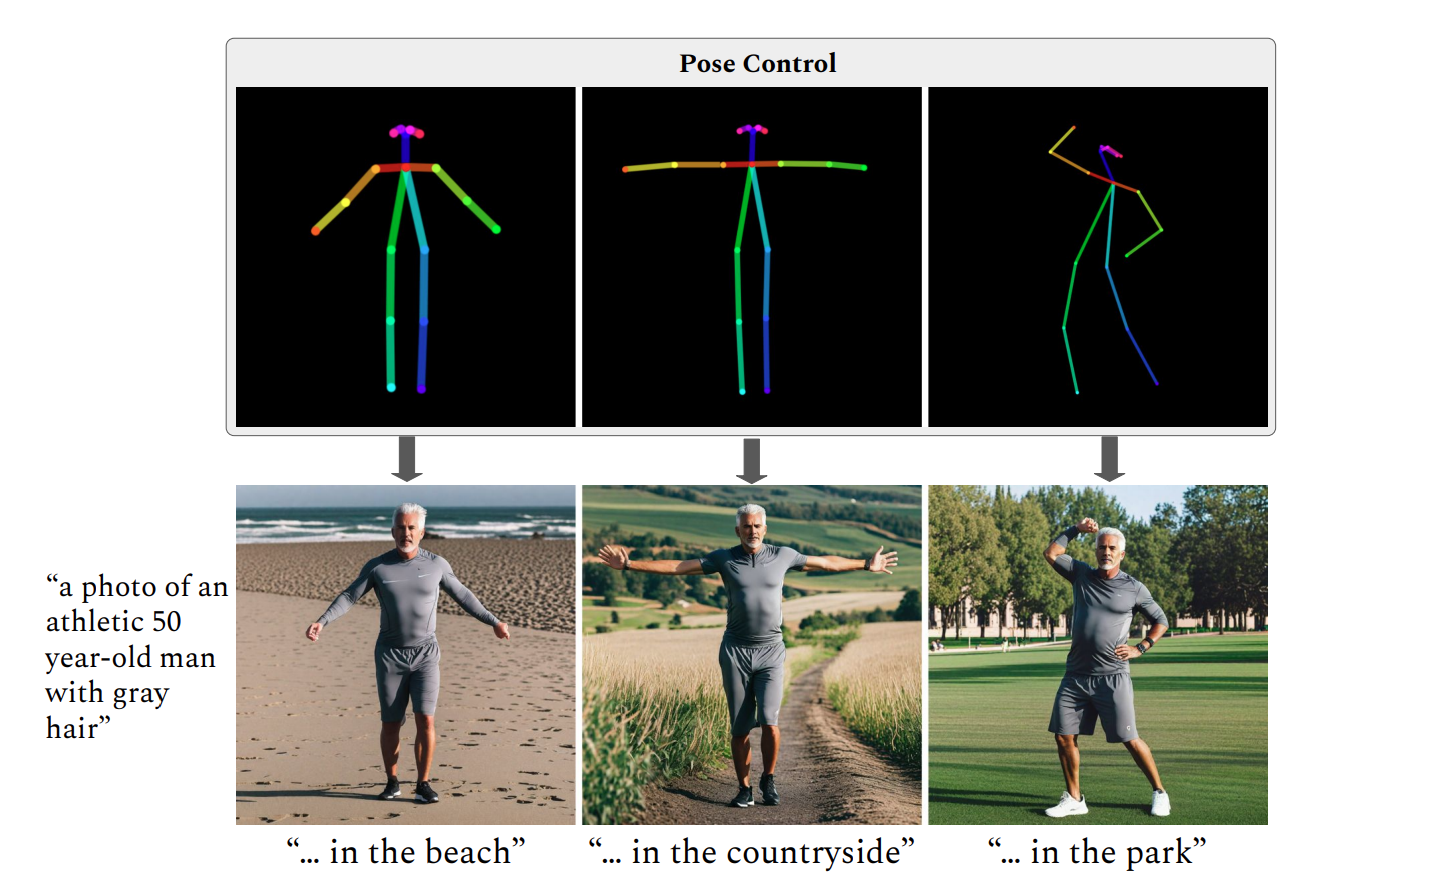 Pose Control
“a photo of an
athletic 50
year-old man
with gray
hair”
“... in the beach”
“... in the countryside”
“... in the park”